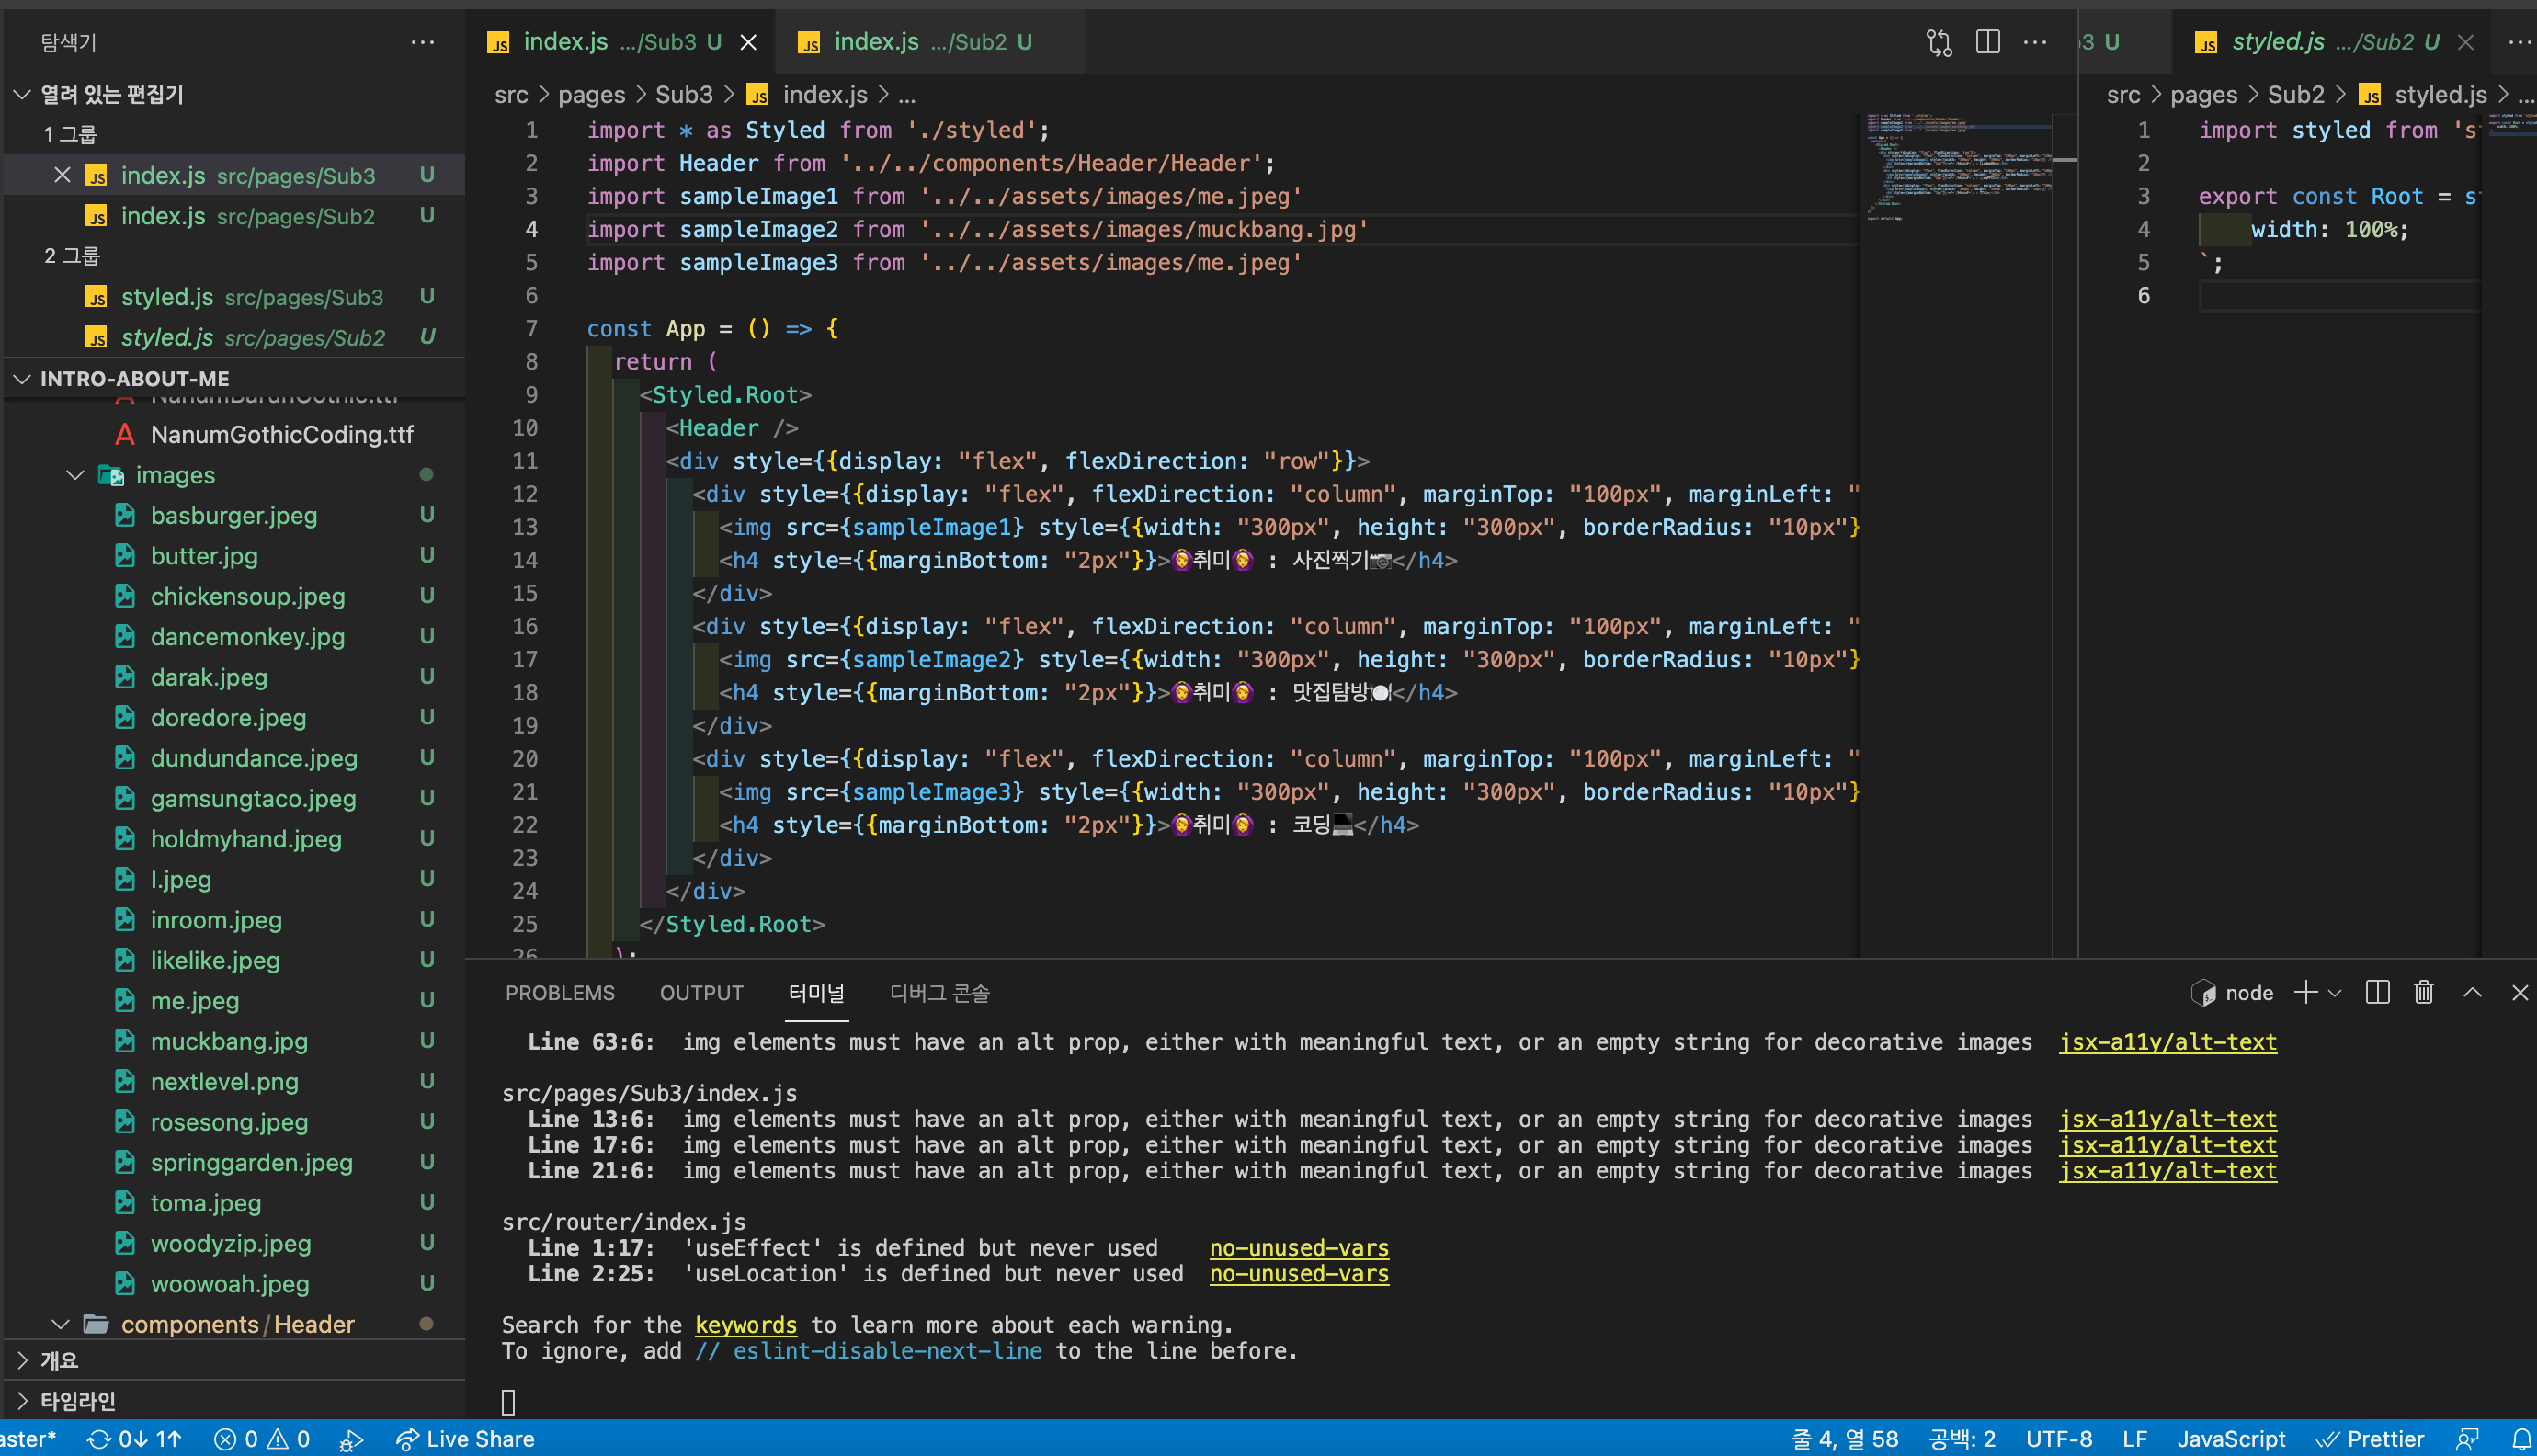 탐색기 ...
열려 있는 편집기
1 그룹
index.js src/pages/Sub3 U
index.js src/pages/Sub2 U
2 그룹
styled.js src/pages/Sub3 U
styled.js src/pages/Sub2 U
INTRO-ABOUT-ME
NanumBarunGothic.ttf
NanumGothicCoding.ttf
images
basburger.jpeg U
butter.jpg U
chickensoup.jpeg U
dancemonkey.jpg U
darak.jpeg U
doredore.jpeg U
dundundance.jpeg U
gamsungtaco.jpeg U
holdmyhand.jpeg U
I.jpeg U
inroom.jpeg U
likelike.jpeg U
me.jpeg U
muckbang.jpg U
nextlevel.png U
rosesong.jpeg U
springgarden.jpeg U
toma.jpeg U
woodyzip.jpeg U
woowoah.jpeg U
components/Header
개요
타임라인
index.js .../Sub3 U
index.js .../Sub2 U
src > pages > Sub3 > index.js > ...
1 import * as Styled from './styled';
2 import Header from '../../components/Header/Header';
3 import sampleImage1 from '../../assets/images/me.jpeg'
4 import sampleImage2 from '../../assets/images/muckbang.jpg'
5 import sampleImage3 from '../../assets/images/me.jpeg'
6
7 const App = () => {
8 return (
9 <Styled.Root>
10 <Header />
11 <div style={{display: "flex", flexDirection: "row"}}>
12 <div style={{display: "flex", flexDirection: "column", marginTop: "100px", marginLeft: "
13 <img src={sampleImage1} style={{width: "300px", height: "300px", borderRadius: "10px"}
14 <h4 style={{marginBottom: "2px"}}>🙆취미🙆 : 사진찍기📷</h4>
15 </div>
16 <div style={{display: "flex", flexDirection: "column", marginTop: "100px", marginLeft: "
17 <img src={sampleImage2} style={{width: "300px", height: "300px", borderRadius: "10px"}
18 <h4 style={{marginBottom: "2px"}}>🙆취미🙆 : 맛집탐방🍽</h4>
19 </div>
20 <div style={{display: "flex", flexDirection: "column", marginTop: "100px", marginLeft: "
21 <img src={sampleImage3} style={{width: "300px", height: "300px", borderRadius: "10px"}
22 <h4 style={{marginBottom: "2px"}}>🙆취미🙆 : 코딩💻</h4>
23 </div>
24 </div>
25 </Styled.Root>
26 );
3 U
styled.js .../Sub2 U
src > pages > Sub2 > styled.js > ...
1 import styled from 's
2
3 export const Root = s
4 width: 100%;
5 `;
6
PROBLEMS OUTPUT 터미널 디버그 콘솔
node
Line 63:6: img elements must have an alt prop, either with meaningful text, or an empty string for decorative images jsx-a11y/alt-text
src/pages/Sub3/index.js
Line 13:6: img elements must have an alt prop, either with meaningful text, or an empty string for decorative images jsx-a11y/alt-text
Line 17:6: img elements must have an alt prop, either with meaningful text, or an empty string for decorative images jsx-a11y/alt-text
Line 21:6: img elements must have an alt prop, either with meaningful text, or an empty string for decorative images jsx-a11y/alt-text
src/router/index.js
Line 1:17: 'useEffect' is defined but never used no-unused-vars
Line 2:25: 'useLocation' is defined but never used no-unused-vars
Search for the keywords to learn more about each warning.
To ignore, add // eslint-disable-next-line to the line before.
aster* 0↓ 1↑ 0 0 Live Share
줄 4, 열 58 공백: 2 UTF-8 LF JavaScript Prettier